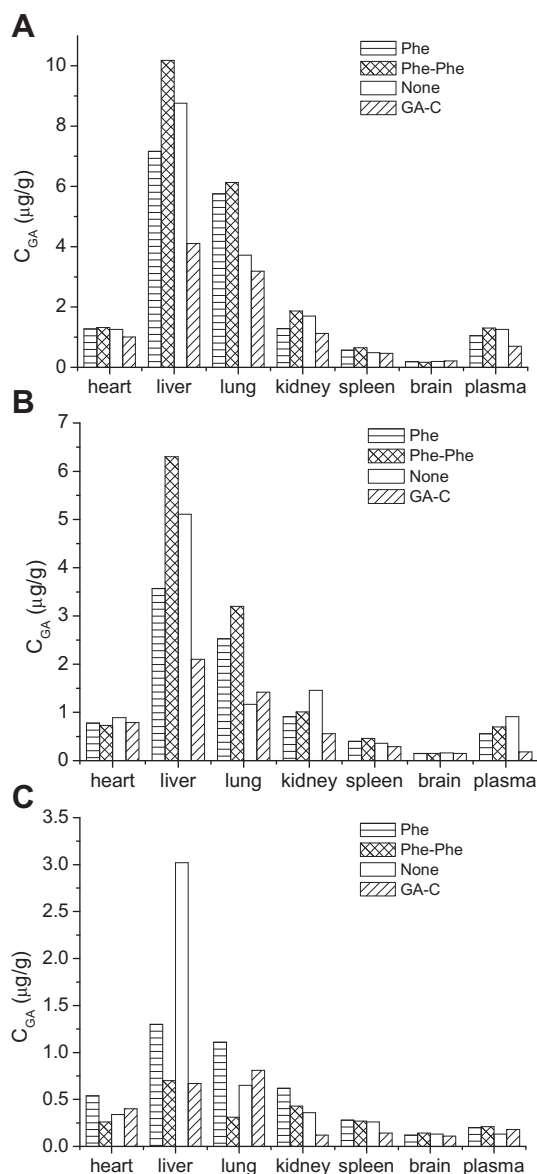 A
Phe
Phe-Phe
None
GA-C
10
8
6
4
2
0
C_GA (μg/g)
heart liver lung kidney spleen brain plasma
B
Phe
Phe-Phe
None
GA-C
7
6
5
4
3
2
1
0
C_GA (μg/g)
heart liver lung kidney spleen brain plasma
C
Phe
Phe-Phe
None
GA-C
3.5
3.0
2.5
2.0
1.5
1.0
0.5
0.0
C_GA (μg/g)
heart liver lung kidney spleen brain plasma